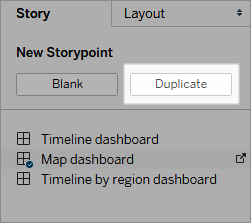 Story Layout
New Storypoint
Blank Duplicate
Timeline dashboard
Map dashboard
Timeline by region dashboard